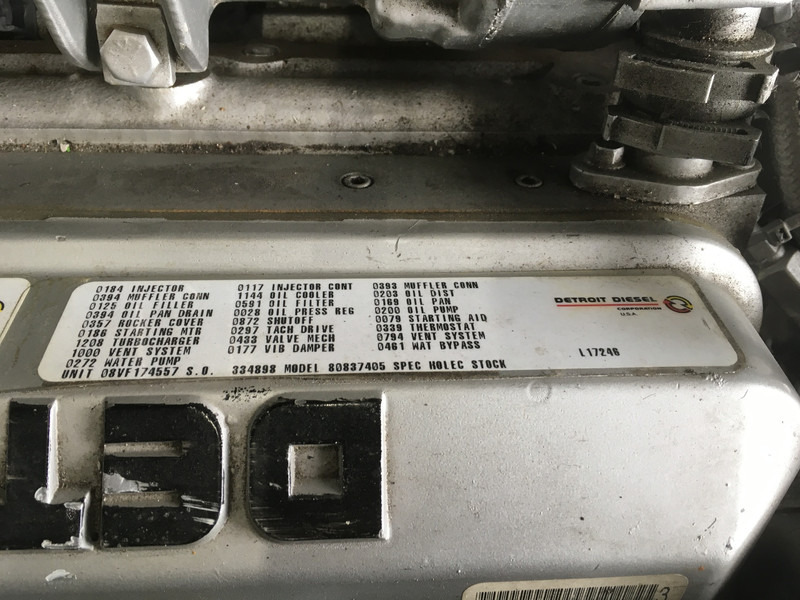 0184 INJECTOR
0394 MUFFLER CONN
0125 OIL FILLER
0394 OIL PAN DRAIN
0357 ROCKER COVER
0186 STARTING MTR
1208 TURBOCHARGER
1000 VENT SYSTEM
0272 WATER PUMP
0117 INJECTOR CONT
1144 OIL COOLER
0591 OIL FILTER
0028 OIL PRESS REG
0872 SHUTOFF
0297 TACH DRIVE
0433 VALVE MECH
0177 VIB DAMPER
0393 MUFFLER CONN
0203 OIL DIST
0169 OIL PAN
0200 OIL PUMP
0079 STARTING AID
0339 THERMOSTAT
0794 VENT SYSTEM
0461 WAT BYPASS
UNIT 08VF174557 S.O. 334898 MODEL 80837405 SPEC HOLEC STOCK
DETROIT DIESEL
CORPORATION
U.S.A.
L17246
BO
3